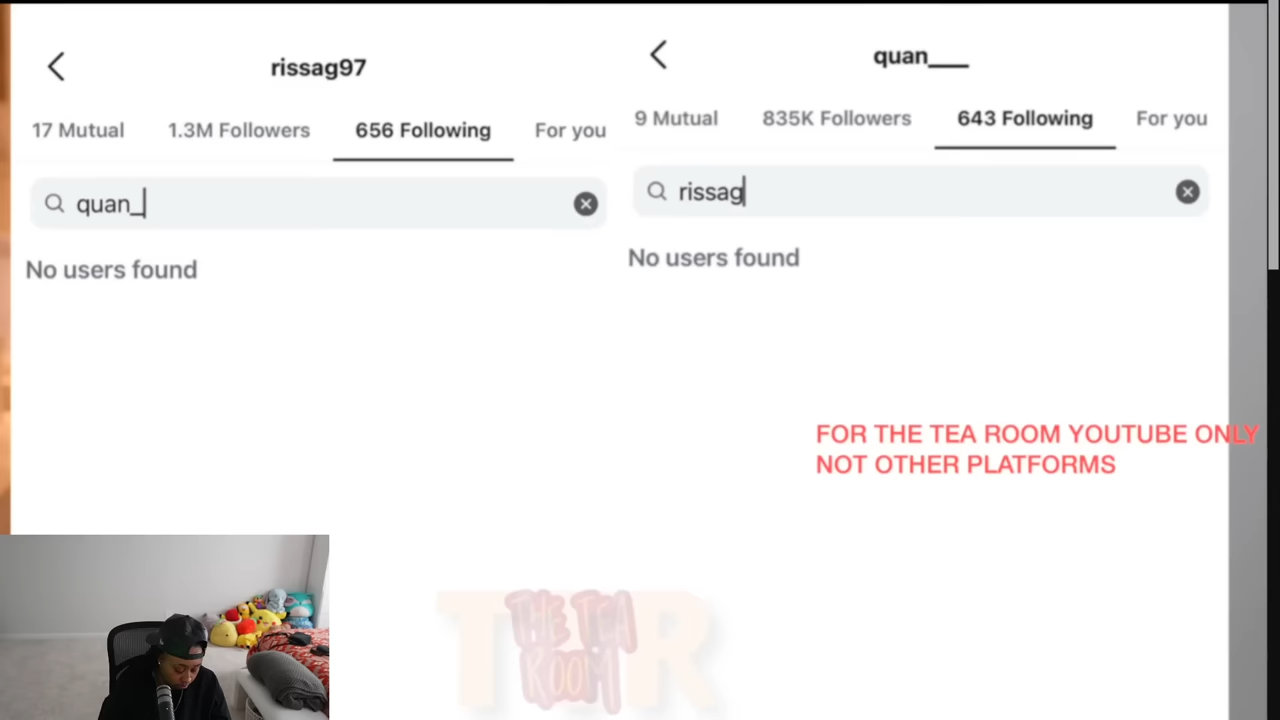 rissag97
17 Mutual 1.3M Followers 656 Following For you
quan_
No users found
quan___
9 Mutual 835K Followers 643 Following For you
rissag
No users found
FOR THE TEA ROOM YOUTUBE ONLY
NOT OTHER PLATFORMS
T R
THE TEA
ROOM